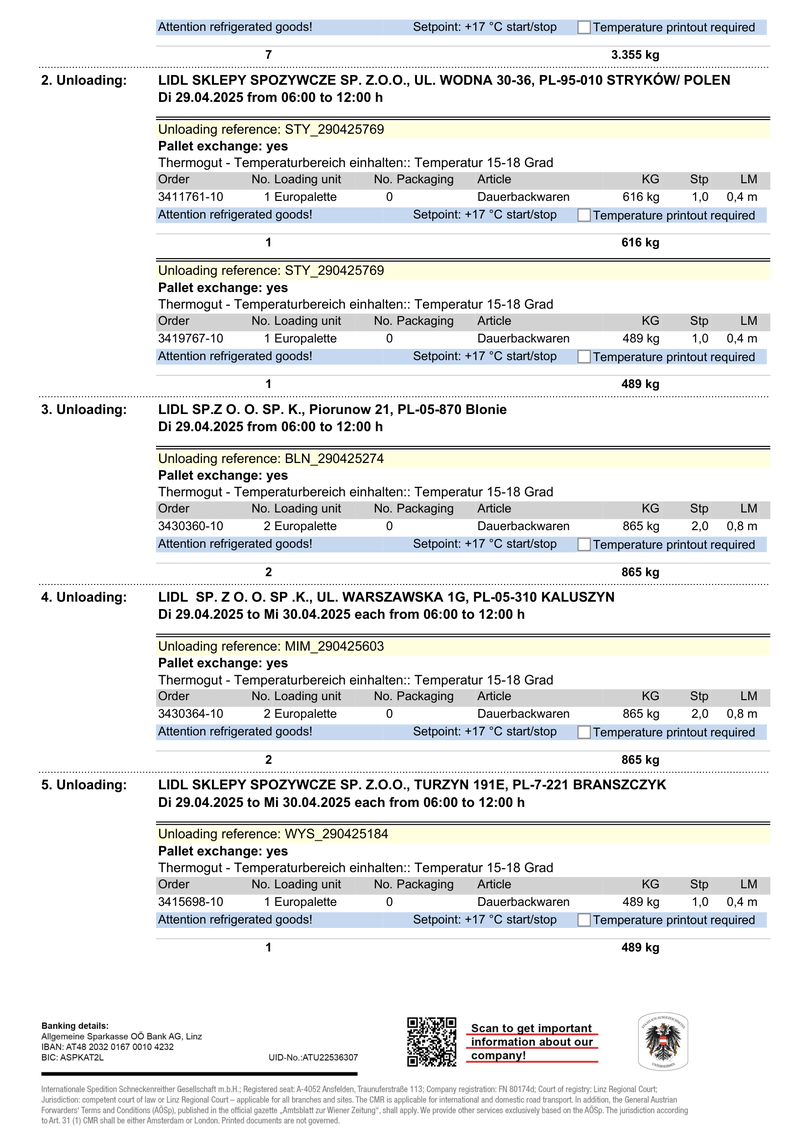 Attention refrigerated goods! Setpoint: +17 °C start/stop Temperature printout required
7 3.355 kg
2. Unloading: LIDL SKLEPY SPOZYWCZE SP. Z.O.O., UL. WODNA 30-36, PL-95-010 STRYKÓW/ POLEN
Di 29.04.2025 from 06:00 to 12:00 h
Unloading reference: STY_290425769
Pallet exchange: yes
Thermogut - Temperaturbereich einhalten:: Temperatur 15-18 Grad
Order No. Loading unit No. Packaging Article KG Stp LM
3411761-10 1 Europalette 0 Dauerbackwaren 616 kg 1,0 0,4 m
Attention refrigerated goods! Setpoint: +17 °C start/stop Temperature printout required
1 616 kg
Unloading reference: STY_290425769
Pallet exchange: yes
Thermogut - Temperaturbereich einhalten:: Temperatur 15-18 Grad
Order No. Loading unit No. Packaging Article KG Stp LM
3419767-10 1 Europalette 0 Dauerbackwaren 489 kg 1,0 0,4 m
Attention refrigerated goods! Setpoint: +17 °C start/stop Temperature printout required
1 489 kg
3. Unloading: LIDL SP.Z O. O. SP. K., Piorunow 21, PL-05-870 Blonie
Di 29.04.2025 from 06:00 to 12:00 h
Unloading reference: BLN_290425274
Pallet exchange: yes
Thermogut - Temperaturbereich einhalten:: Temperatur 15-18 Grad
Order No. Loading unit No. Packaging Article KG Stp LM
3430360-10 2 Europalette 0 Dauerbackwaren 865 kg 2,0 0,8 m
Attention refrigerated goods! Setpoint: +17 °C start/stop Temperature printout required
2 865 kg
4. Unloading: LIDL  SP. Z O. O. SP .K., UL. WARSZAWSKA 1G, PL-05-310 KALUSZYN
Di 29.04.2025 to Mi 30.04.2025 each from 06:00 to 12:00 h
Unloading reference: MIM_290425603
Pallet exchange: yes
Thermogut - Temperaturbereich einhalten:: Temperatur 15-18 Grad
Order No. Loading unit No. Packaging Article KG Stp LM
3430364-10 2 Europalette 0 Dauerbackwaren 865 kg 2,0 0,8 m
Attention refrigerated goods! Setpoint: +17 °C start/stop Temperature printout required
2 865 kg
5. Unloading: LIDL SKLEPY SPOZYWCZE SP. Z.O.O., TURZYN 191E, PL-7-221 BRANSZCZYK
Di 29.04.2025 to Mi 30.04.2025 each from 06:00 to 12:00 h
Unloading reference: WYS_290425184
Pallet exchange: yes
Thermogut - Temperaturbereich einhalten:: Temperatur 15-18 Grad
Order No. Loading unit No. Packaging Article KG Stp LM
3415698-10 1 Europalette 0 Dauerbackwaren 489 kg 1,0 0,4 m
Attention refrigerated goods! Setpoint: +17 °C start/stop Temperature printout required
1 489 kg
Banking details:
Allgemeine Sparkasse OÖ Bank AG, Linz
IBAN: AT48 2032 0167 0010 4232
BIC: ASPKAT2L UID-No.:ATU22536307
Scan to get important
information about our
company!
Internationale Spedition Schneckenreither Gesellschaft m.b.H.; Registered seat: A-4052 Ansfelden, Traunuferstraße 113; Company registration: FN 80174d; Court of registry: Linz Regional Court;
Jurisdiction: competent court of law or Linz Regional Court – applicable for all branches and sites. The CMR is applicable for international and domestic road transport. In addition, the General Austrian
Forwarders' Terms and Conditions (AÖSp), published in the official gazette „Amtsblatt zur Wiener Zeitung“, shall apply. We provide other services exclusively based on the AÖSp. The jurisdiction according
to Art. 31 (1) CMR shall be either Amsterdam or London. Printed documents are not governed.